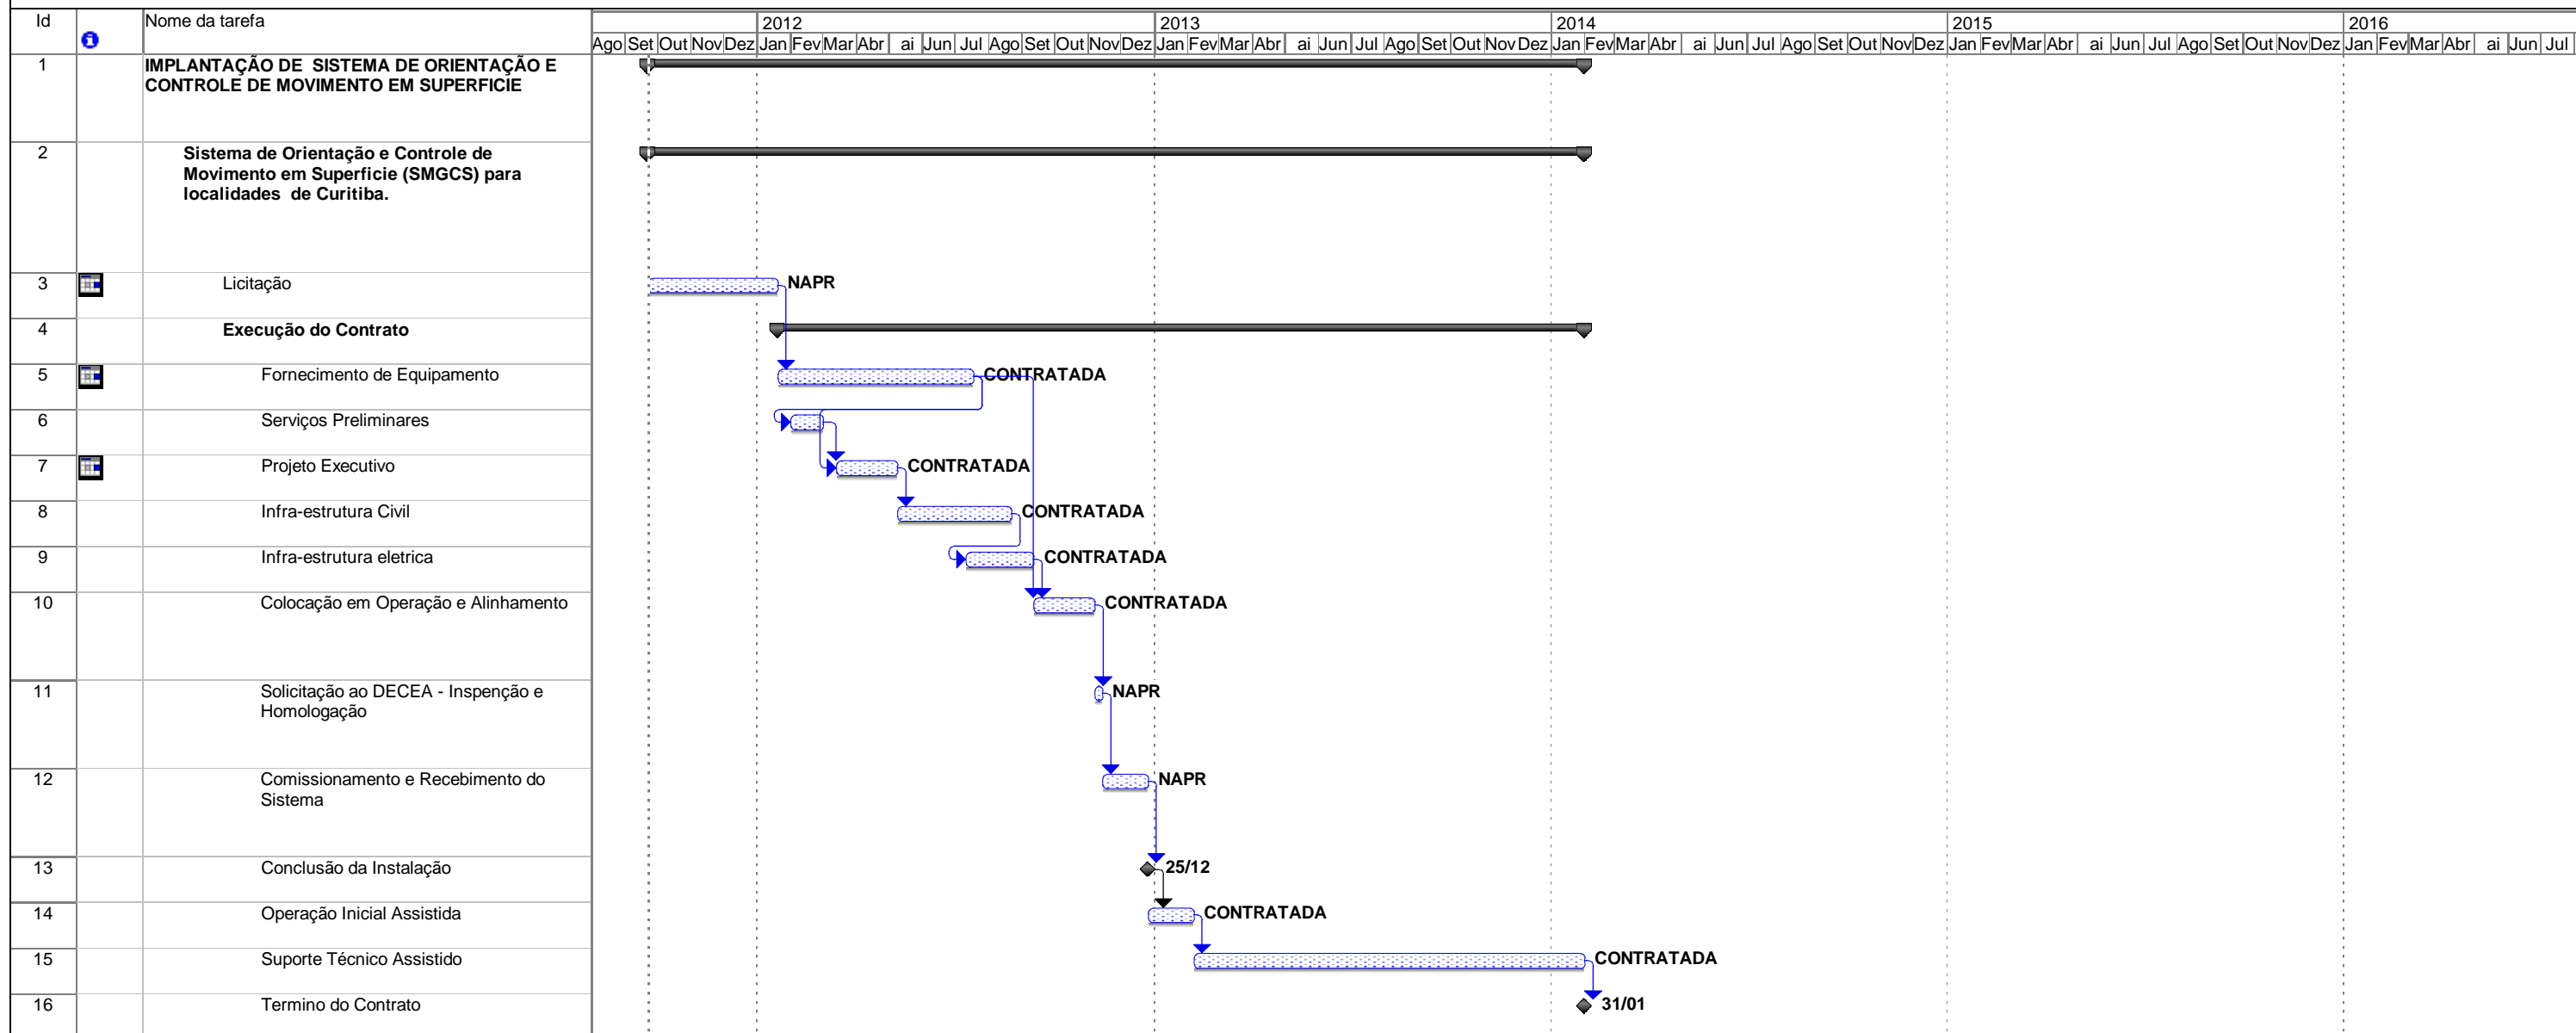 Id Nome da tarefa
2012 2013 2014 2015 2016
Ago Set Out Nov Dez Jan Fev Mar Abr ai Jun Jul Ago Set Out Nov Dez Jan Fev Mar Abr ai Jun Jul Ago Set Out Nov Dez Jan Fev Mar Abr ai Jun Jul Ago Set Out Nov Dez Jan Fev Mar Abr ai Jun Jul Ago Set Out Nov Dez Jan Fev Mar Abr ai Jun Jul
1 IMPLANTAÇÃO DE SISTEMA DE ORIENTAÇÃO E
CONTROLE DE MOVIMENTO EM SUPERFICIE
2 Sistema de Orientação e Controle de
Movimento em Superficie (SMGCS) para
localidades de Curitiba.
3 Licitação NAPR
4 Execução do Contrato
5 Fornecimento de Equipamento CONTRATADA
6 Serviços Preliminares
7 Projeto Executivo CONTRATADA
8 Infra-estrutura Civil CONTRATADA
9 Infra-estrutura eletrica CONTRATADA
10 Colocação em Operação e Alinhamento CONTRATADA
11 Solicitação ao DECEA - Inspenção e NAPR
Homologação
12 Comissionamento e Recebimento do NAPR
Sistema
13 Conclusão da Instalação 25/12
14 Operação Inicial Assistida CONTRATADA
15 Suporte Técnico Assistido CONTRATADA
16 Termino do Contrato 31/01